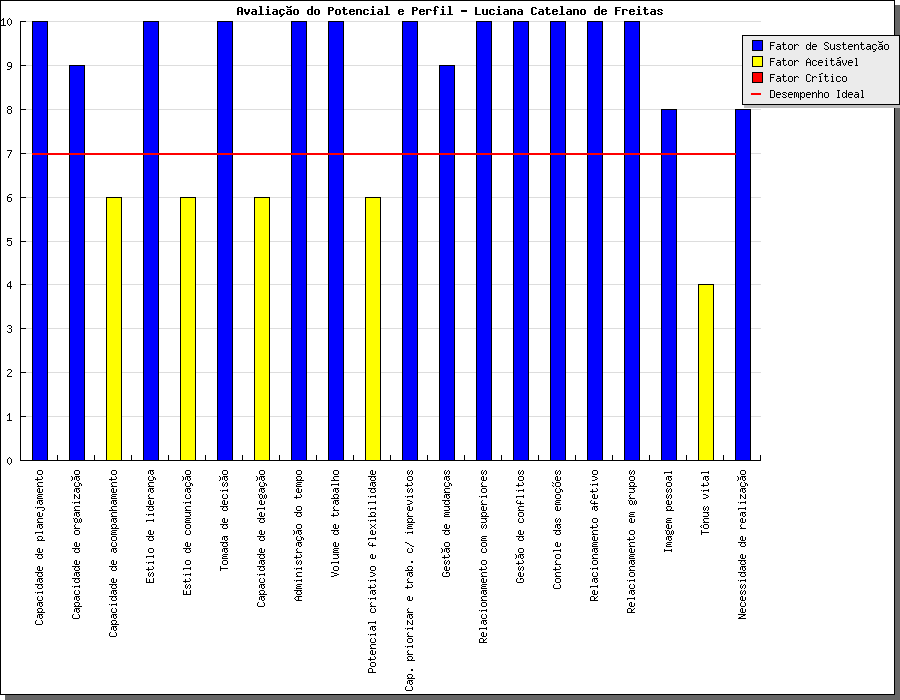 Avaliação do Potencial e Perfil - Luciana Catelano de Freitas
Fator de Sustentação
Fator Aceitável
Fator Crítico
Desempenho Ideal
10
9
8
7
6
5
4
3
2
1
0
Capacidade de planejamento
Capacidade de organização
Capacidade de acompanhamento
Estilo de liderança
Estilo de comunicação
Tomada de decisão
Capacidade de delegação
Administração do tempo
Volume de trabalho
Potencial criativo e flexibilidade
Cap. priorizar e trab. c/ imprevistos
Gestão de mudanças
Relacionamento com superiores
Gestão de conflitos
Controle das emoções
Relacionamento afetivo
Relacionamento em grupos
Imagem pessoal
Tônus vital
Necessidade de realização